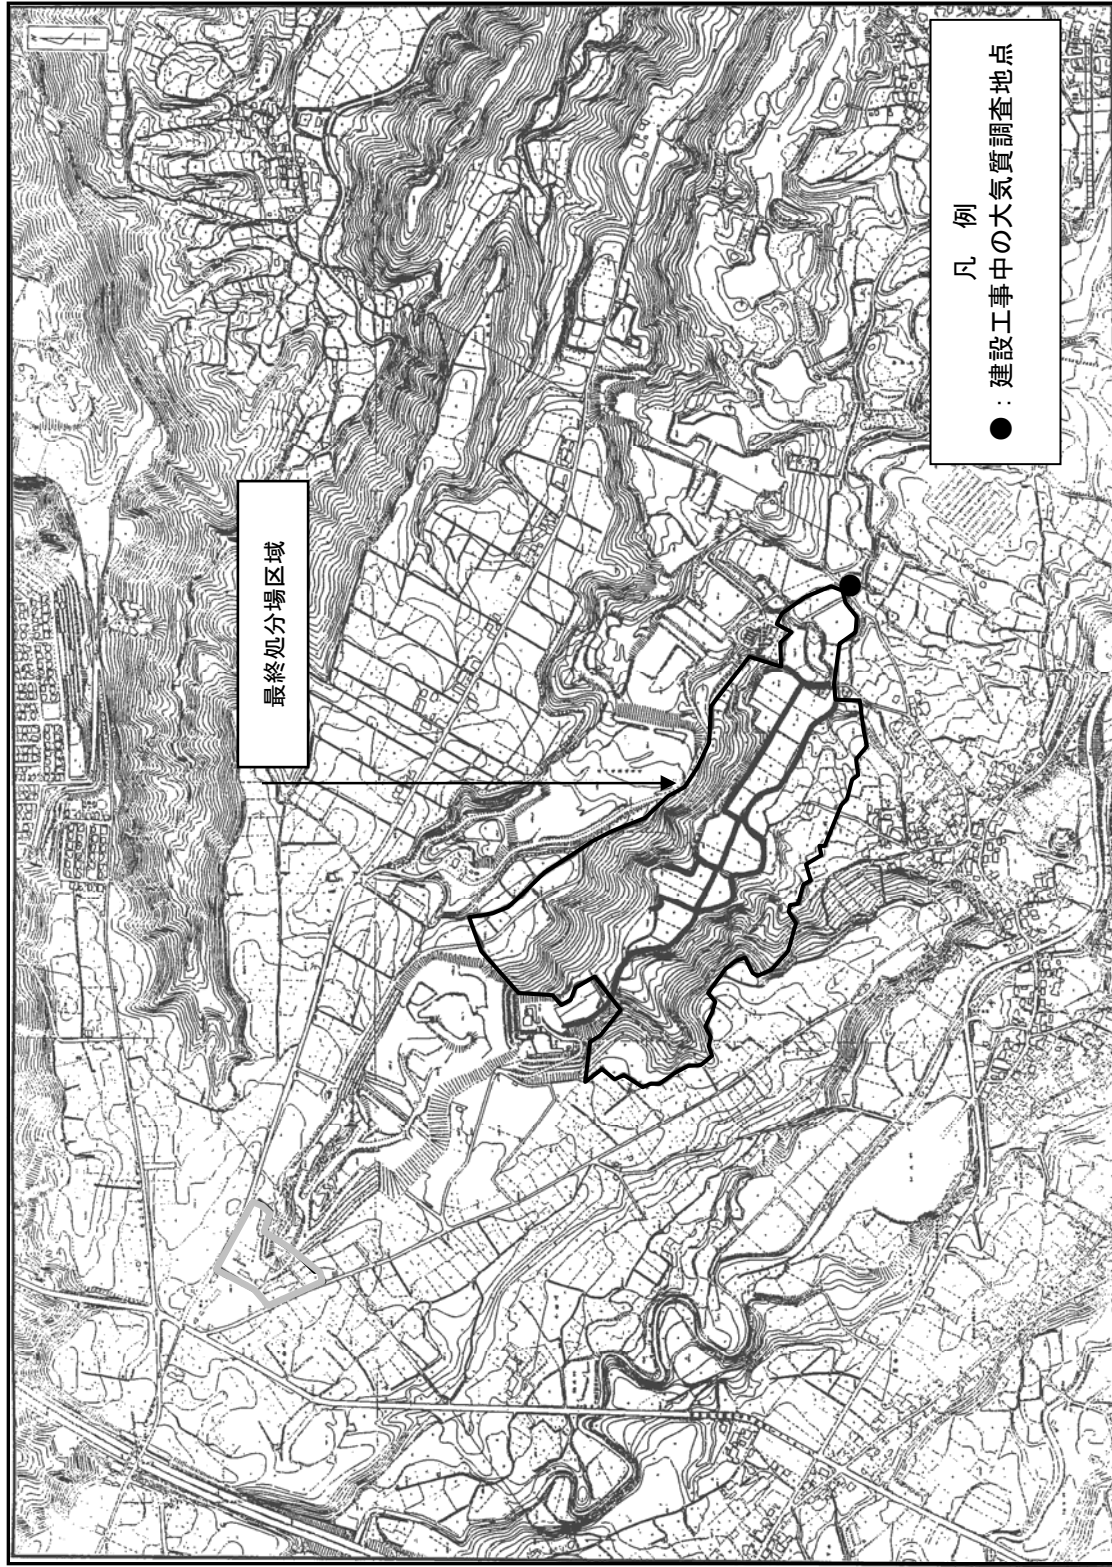 最終処分場区域
凡 例
●：建設工事中の大気質調査地点